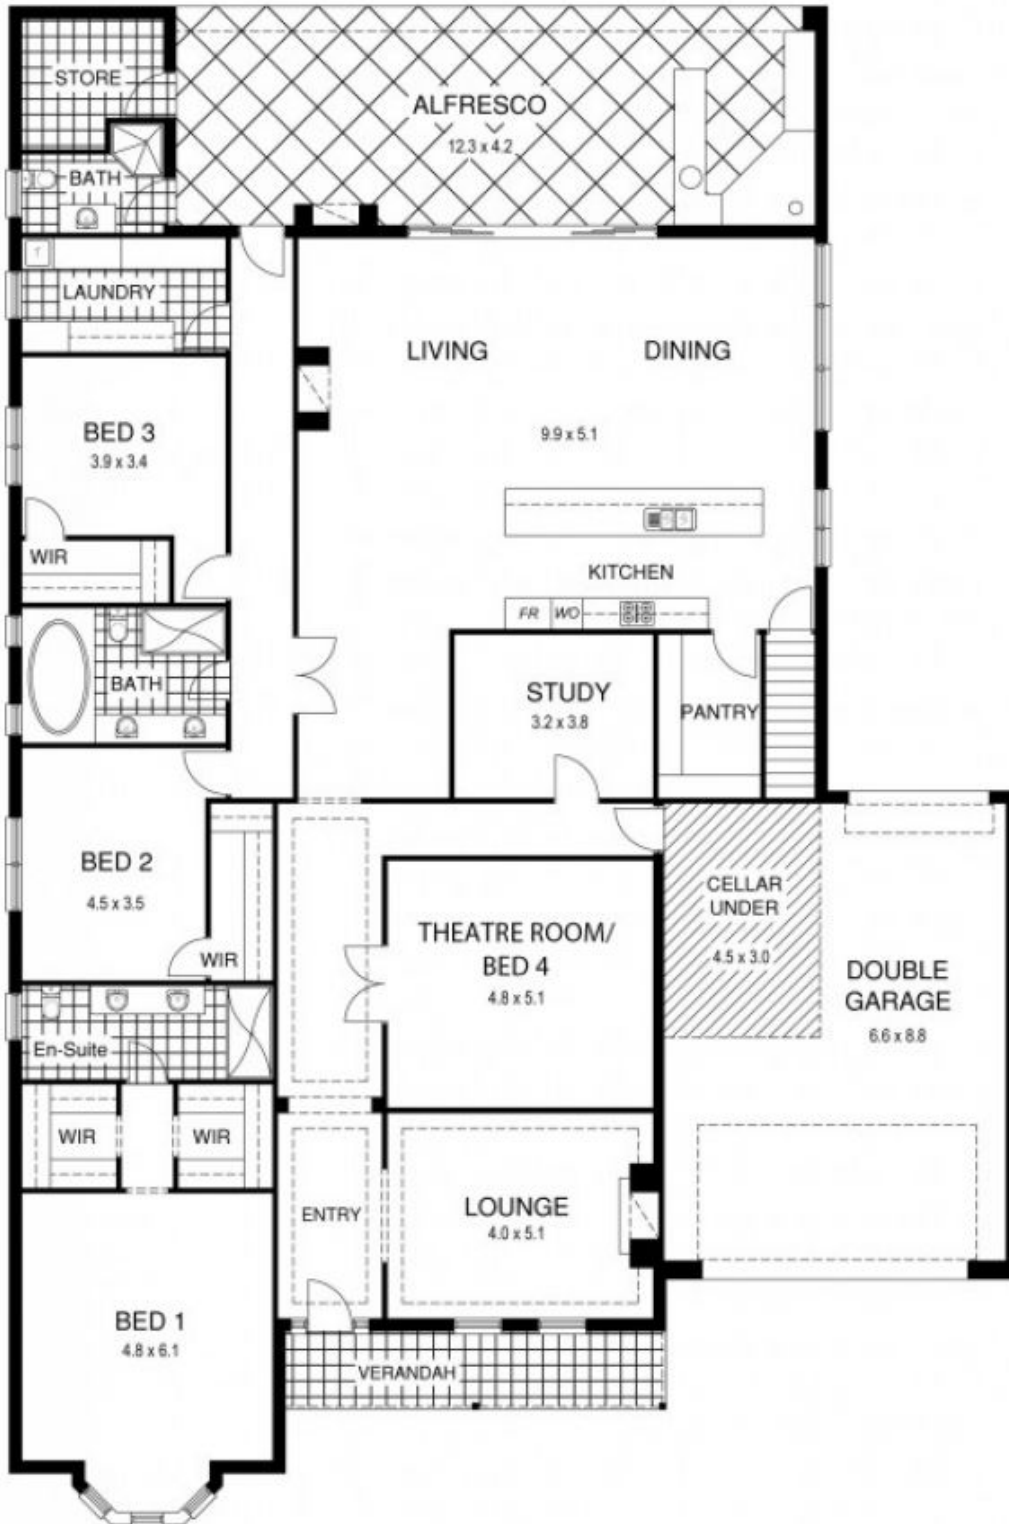 STORE
ALFRESCO
12.3 x 4.2
BATH
LAUNDRY
LIVING
DINING
9.9 x 5.1
BED 3
3.9 x 3.4
WIR
KITCHEN
FR
WO
BATH
STUDY
3.2 x 3.8
PANTRY
BED 2
4.5 x 3.5
WIR
THEATRE ROOM/
BED 4
4.8 x 5.1
CELLAR
UNDER
4.5 x 3.0
DOUBLE
GARAGE
6.6 x 8.8
En-Suite
WIR
WIR
ENTRY
LOUNGE
4.0 x 5.1
BED 1
4.8 x 6.1
VERANDAH